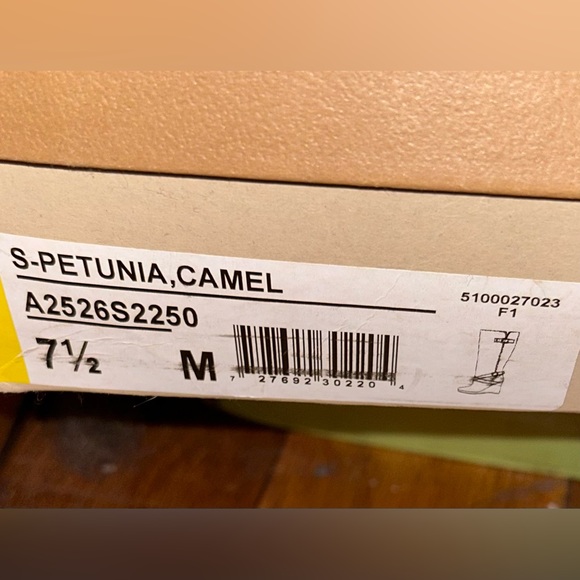 S-PETUNIA,CAMEL
A2526S2250
5100027023
F1
7½
M
7 27692 30220 4